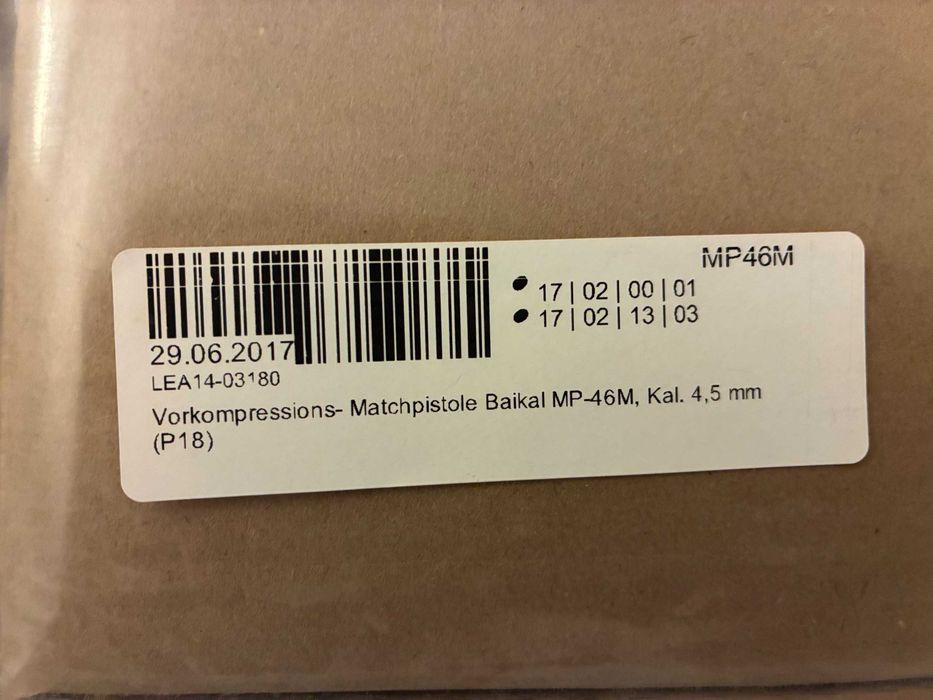 MP46M
17 | 02 | 00 | 01
17 | 02 | 13 | 03
29.06.2017
LEA14-03180
Vorkompressions- Matchpistole Baikal MP-46M, Kal. 4,5 mm
(P18)